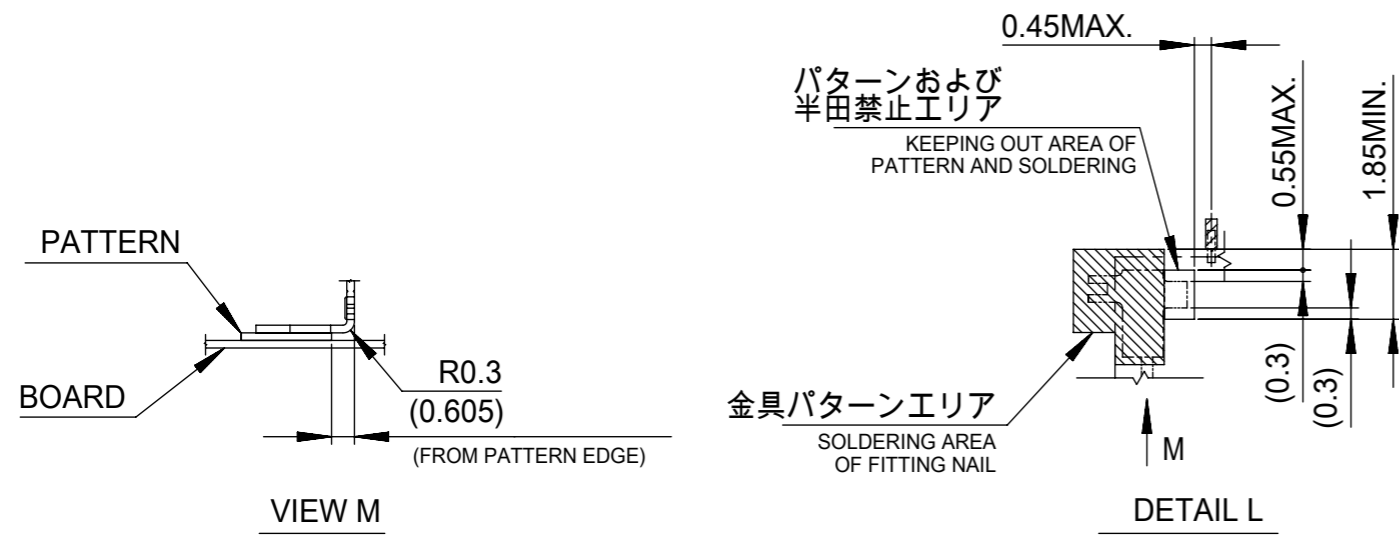 PATTERN
BOARD
R0.3
(0.605)
(FROM PATTERN EDGE)
VIEW M
0.45MAX.
パターンおよび
半田禁止エリア
KEEPING OUT AREA OF
PATTERN AND SOLDERING
0.55MAX.
1.85MIN.
(0.3)
(0.3)
金具パターンエリア
SOLDERING AREA
OF FITTING NAIL
M
DETAIL L